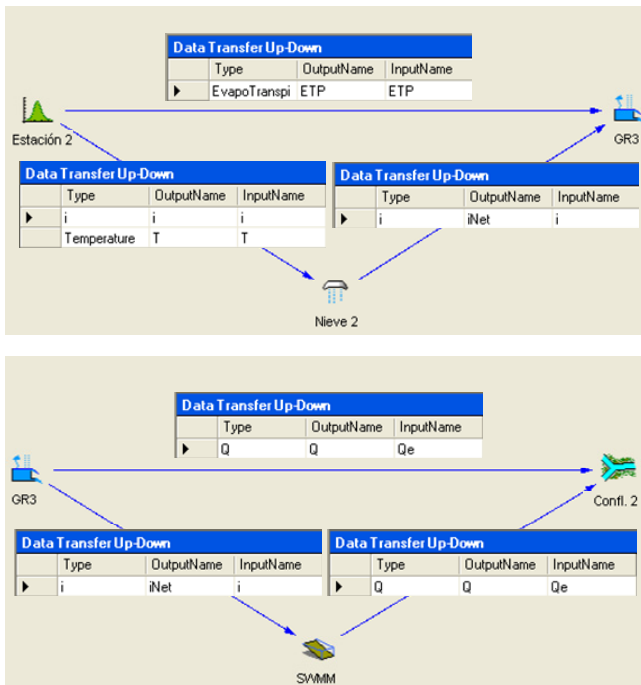 Data Transfer Up-Down
Type OutputName InputName
EvapoTranspi ETP ETP
Estación 2
GR3
Data Transfer Up-Down
Type OutputName InputName
i i i
Temperature T T
Data Transfer Up-Down
Type OutputName InputName
i iNet i
Nieve 2
Data Transfer Up-Down
Type OutputName InputName
Q Q Qe
GR3
Confl. 2
Data Transfer Up-Down
Type OutputName InputName
i iNet i
Data Transfer Up-Down
Type OutputName InputName
Q Q Qe
SWMM